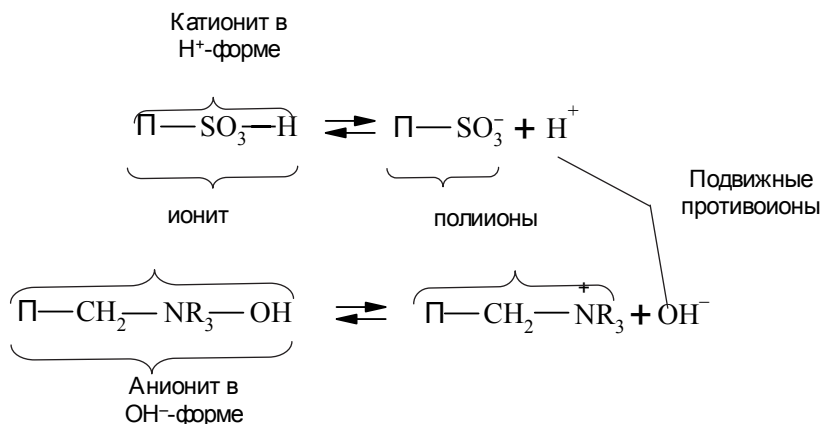 Катионит в
H⁺-форме
П—SO₃—H ⇌ П—SO₃⁻ + H⁺
Подвижные
противоионы
ионит полиионы
П—CH₂—NR₃—OH ⇌ П—CH₂—N⁺R₃ + OH⁻
Анионит в
OH⁻-форме